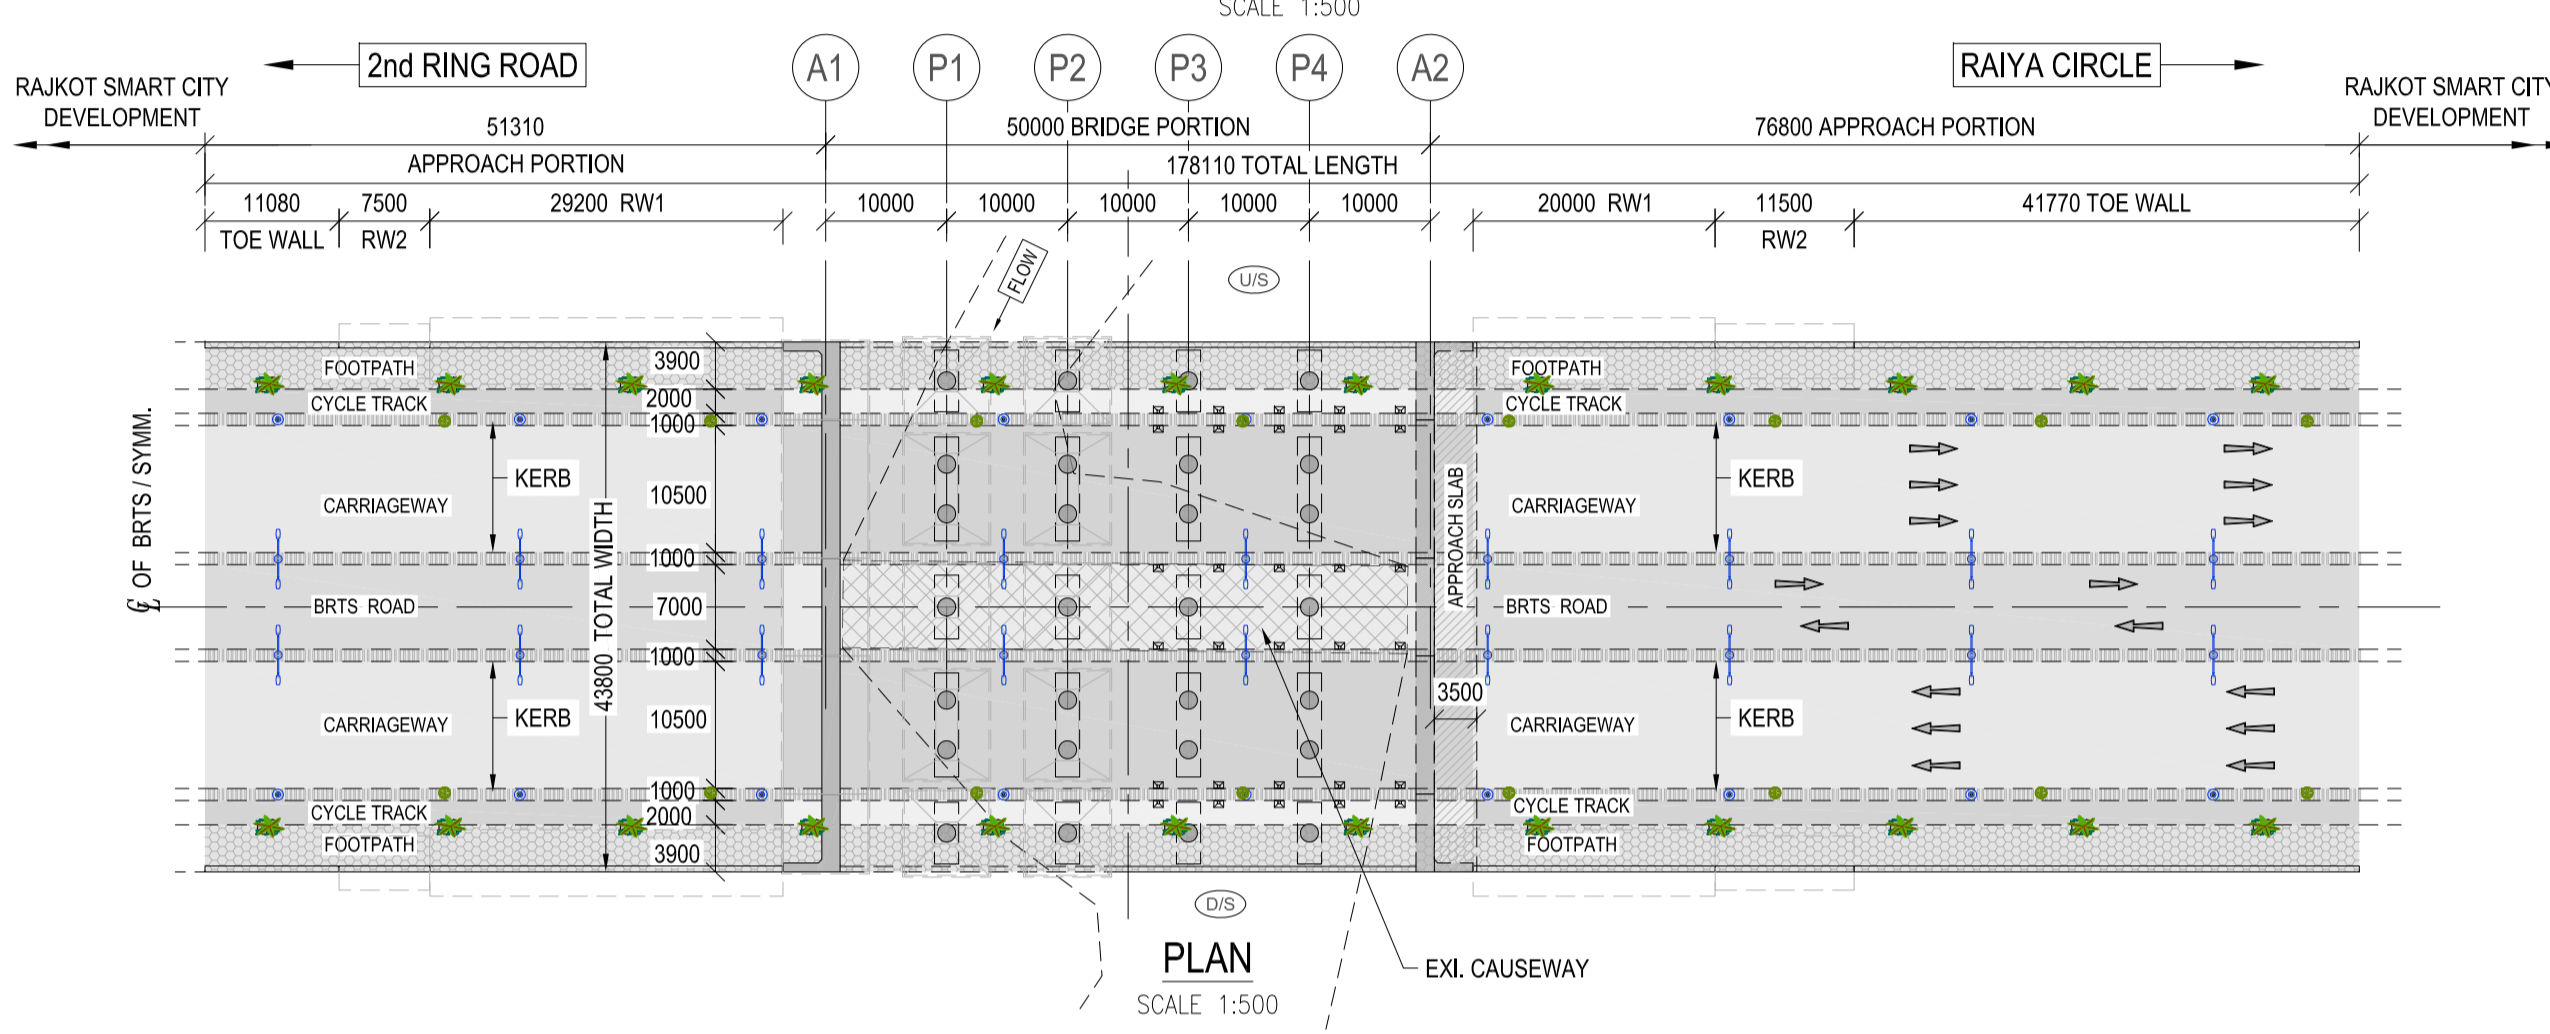 SCALE 1:500
2nd RING ROAD
A1
P1
P2
P3
P4
A2
RAIYA CIRCLE
RAJKOT SMART CITY
DEVELOPMENT
RAJKOT SMART CITY
DEVELOPMENT
51310
50000 BRIDGE PORTION
76800 APPROACH PORTION
APPROACH PORTION
178110 TOTAL LENGTH
11080
7500
29200 RW1
10000
10000
10000
10000
10000
20000 RW1
11500
41770 TOE WALL
TOE WALL
RW2
RW2
FLOW
U/S
FOOTPATH
3900
FOOTPATH
CYCLE TRACK
2000
CYCLE TRACK
1000
KERB
KERB
CARRIAGEWAY
10500
CARRIAGEWAY
APPROACH SLAB
1000
℄ OF BRTS / SYMM.
BRTS ROAD
7000
BRTS ROAD
43800 TOTAL WIDTH
1000
3500
CARRIAGEWAY
KERB
10500
CARRIAGEWAY
KERB
1000
CYCLE TRACK
2000
CYCLE TRACK
FOOTPATH
3900
FOOTPATH
D/S
PLAN
SCALE 1:500
EXI. CAUSEWAY